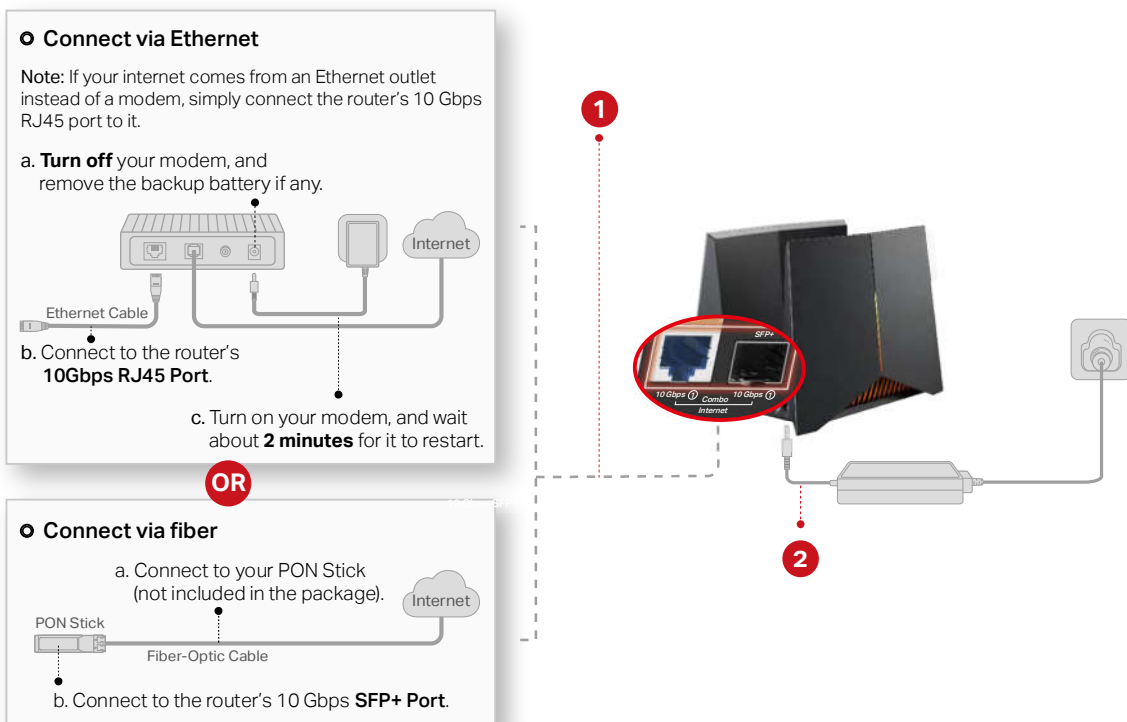 Connect via Ethernet
Note: If your internet comes from an Ethernet outlet
instead of a modem, simply connect the router's 10 Gbps
RJ45 port to it.
a. Turn off your modem, and
remove the backup battery if any.
Internet
Ethernet Cable
b. Connect to the router's
10Gbps RJ45 Port.
c. Turn on your modem, and wait
about 2 minutes for it to restart.
OR
Connect via fiber
a. Connect to your PON Stick
(not included in the package).
Internet
PON Stick
Fiber-Optic Cable
b. Connect to the router's 10 Gbps SFP+ Port.
1
SFP+
10 Gbps 1 Combo 10 Gbps 1
Internet
2